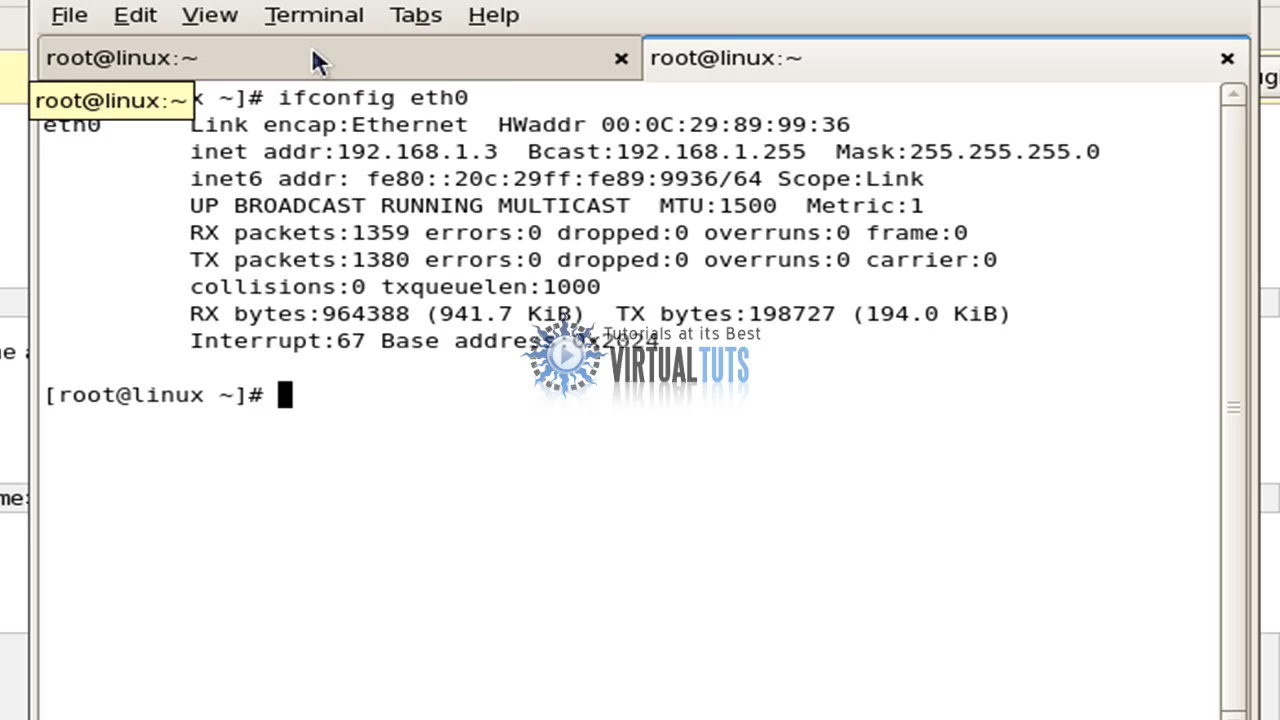 File Edit View Terminal Tabs Help
root@linux:~ root@linux:~
root@linux:~ x ~]# ifconfig eth0
eth0 Link encap:Ethernet HWaddr 00:0C:29:89:99:36
inet addr:192.168.1.3 Bcast:192.168.1.255 Mask:255.255.255.0
inet6 addr: fe80::20c:29ff:fe89:9936/64 Scope:Link
UP BROADCAST RUNNING MULTICAST MTU:1500 Metric:1
RX packets:1359 errors:0 dropped:0 overruns:0 frame:0
TX packets:1380 errors:0 dropped:0 overruns:0 carrier:0
collisions:0 txqueuelen:1000
RX bytes:964388 (941.7 KiB) TX bytes:198727 (194.0 KiB)
Interrupt:67 Base address:0x2024
Tutorials at its Best
VIRTUALTUTS
[root@linux ~]#